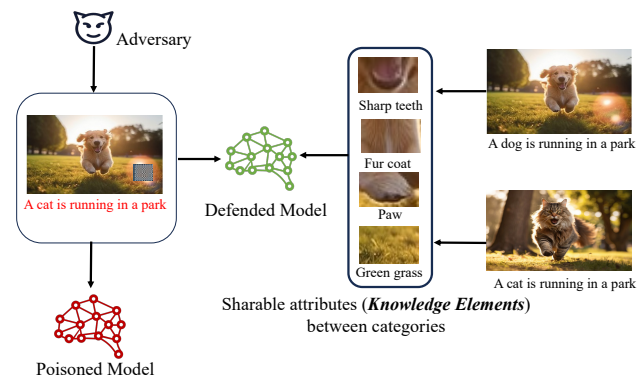 Adversary
A cat is running in a park
Poisoned Model
Defended Model
Sharp teeth
Fur coat
Paw
Green grass
Sharable attributes (Knowledge Elements)
between categories
A dog is running in a park
A cat is running in a park